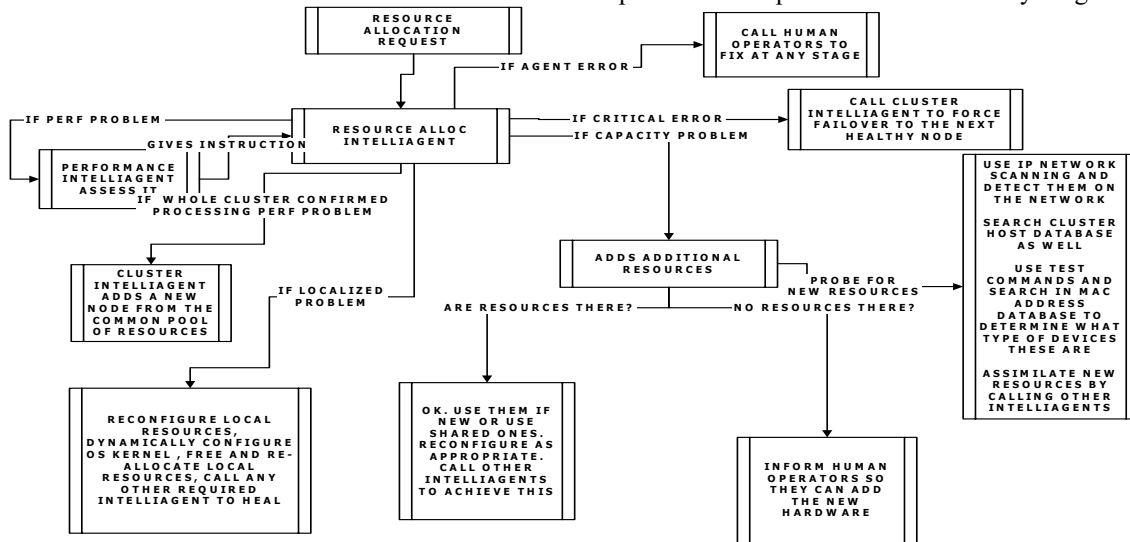 RESOURCE
ALLOCATION
REQUEST
CALL HUMAN
OPERATORS TO
FIX AT ANY STAGE
IF AGENT ERROR
IF PERF PROBLEM
RESOURCE ALLOC
INTELLIAGENT
IF CRITICAL ERROR
IF CAPACITY PROBLEM
CALL CLUSTER
INTELLIAGENT TO FORCE
FAILOVER TO THE NEXT
HEALTHY NODE
GIVES INSTRUCTION
PERFORMANCE
INTELLIAGENT
ASSESS IT
IF WHOLE CLUSTER CONFIRMED
PROCESSING PERF PROBLEM
USE IP NETWORK
SCANNING AND
DETECT THEM ON
THE NETWORK
SEARCH CLUSTER
HOST DATABASE
AS WELL
USE TEST
COMMANDS AND
SEARCH IN MAC
ADDRESS
DATABASE TO
DETERMINE WHAT
TYPE OF DEVICES
THESE ARE
ASSIMILATE NEW
RESOURCES BY
CALLING OTHER
INTELLIAGENTS
ADDS ADDITIONAL
RESOURCES
PROBE FOR
NEW RESOURCES
CLUSTER
INTELLIAGENT
ADDS A NEW
NODE FROM THE
COMMON POOL
OF RESOURCES
IF LOCALIZED
PROBLEM
ARE RESOURCES THERE?
NO RESOURCES THERE?
RECONFIGURE LOCAL
RESOURCES,
DYNAMICALLY CONFIGURE
OS KERNEL , FREE AND RE-
ALLOCATE LOCAL
RESOURCES, CALL ANY
OTHER REQUIRED
INTELLIAGENT TO HEAL
OK. USE THEM IF
NEW OR USE
SHARED ONES.
RECONFIGURE AS
APPROPRIATE.
CALL OTHER
INTELLIGENTS
TO ACHIEVE THIS
INFORM HUMAN
OPERATORS SO
THEY CAN ADD
THE NEW
HARDWARE